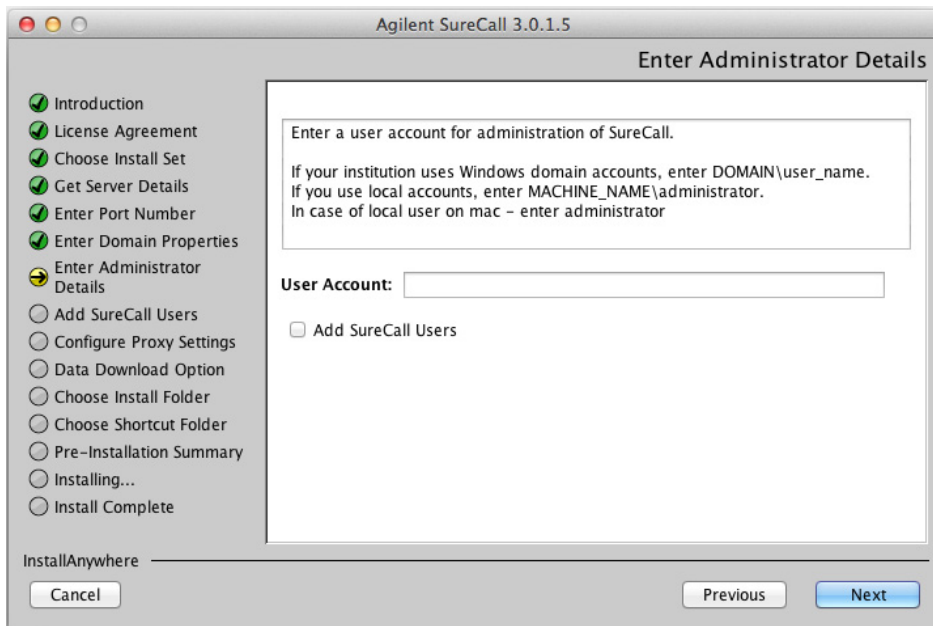 Agilent SureCall 3.0.1.5
Enter Administrator Details
Introduction
License Agreement
Choose Install Set
Get Server Details
Enter Port Number
Enter Domain Properties
Enter Administrator
Details
Add SureCall Users
Configure Proxy Settings
Data Download Option
Choose Install Folder
Choose Shortcut Folder
Pre-Installation Summary
Installing...
Install Complete
Enter a user account for administration of SureCall.
If your institution uses Windows domain accounts, enter DOMAIN\user_name.
If you use local accounts, enter MACHINE_NAME\administrator.
In case of local user on mac - enter administrator
User Account:
Add SureCall Users
InstallAnywhere
Cancel
Previous
Next